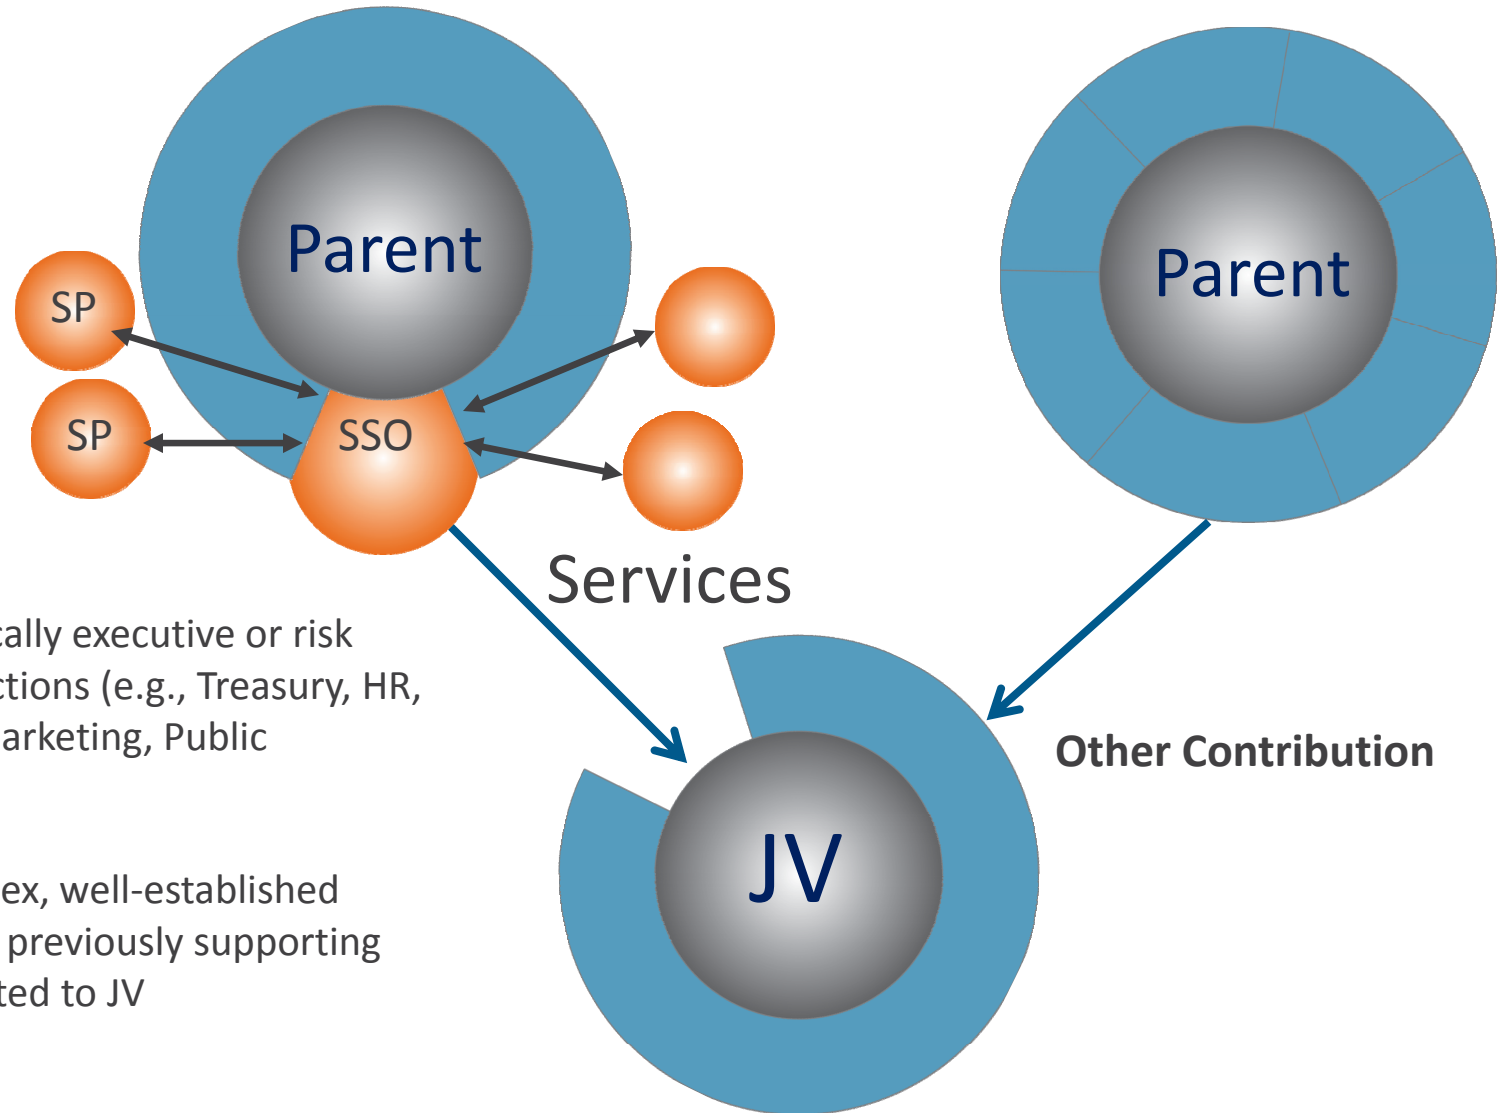 Parent
Parent
SP
SP
SSO
Services
cally executive or risk
ctions (e.g., Treasury, HR,
arketing, Public
Other Contribution
JV
ex, well-established
previously supporting
ted to JV